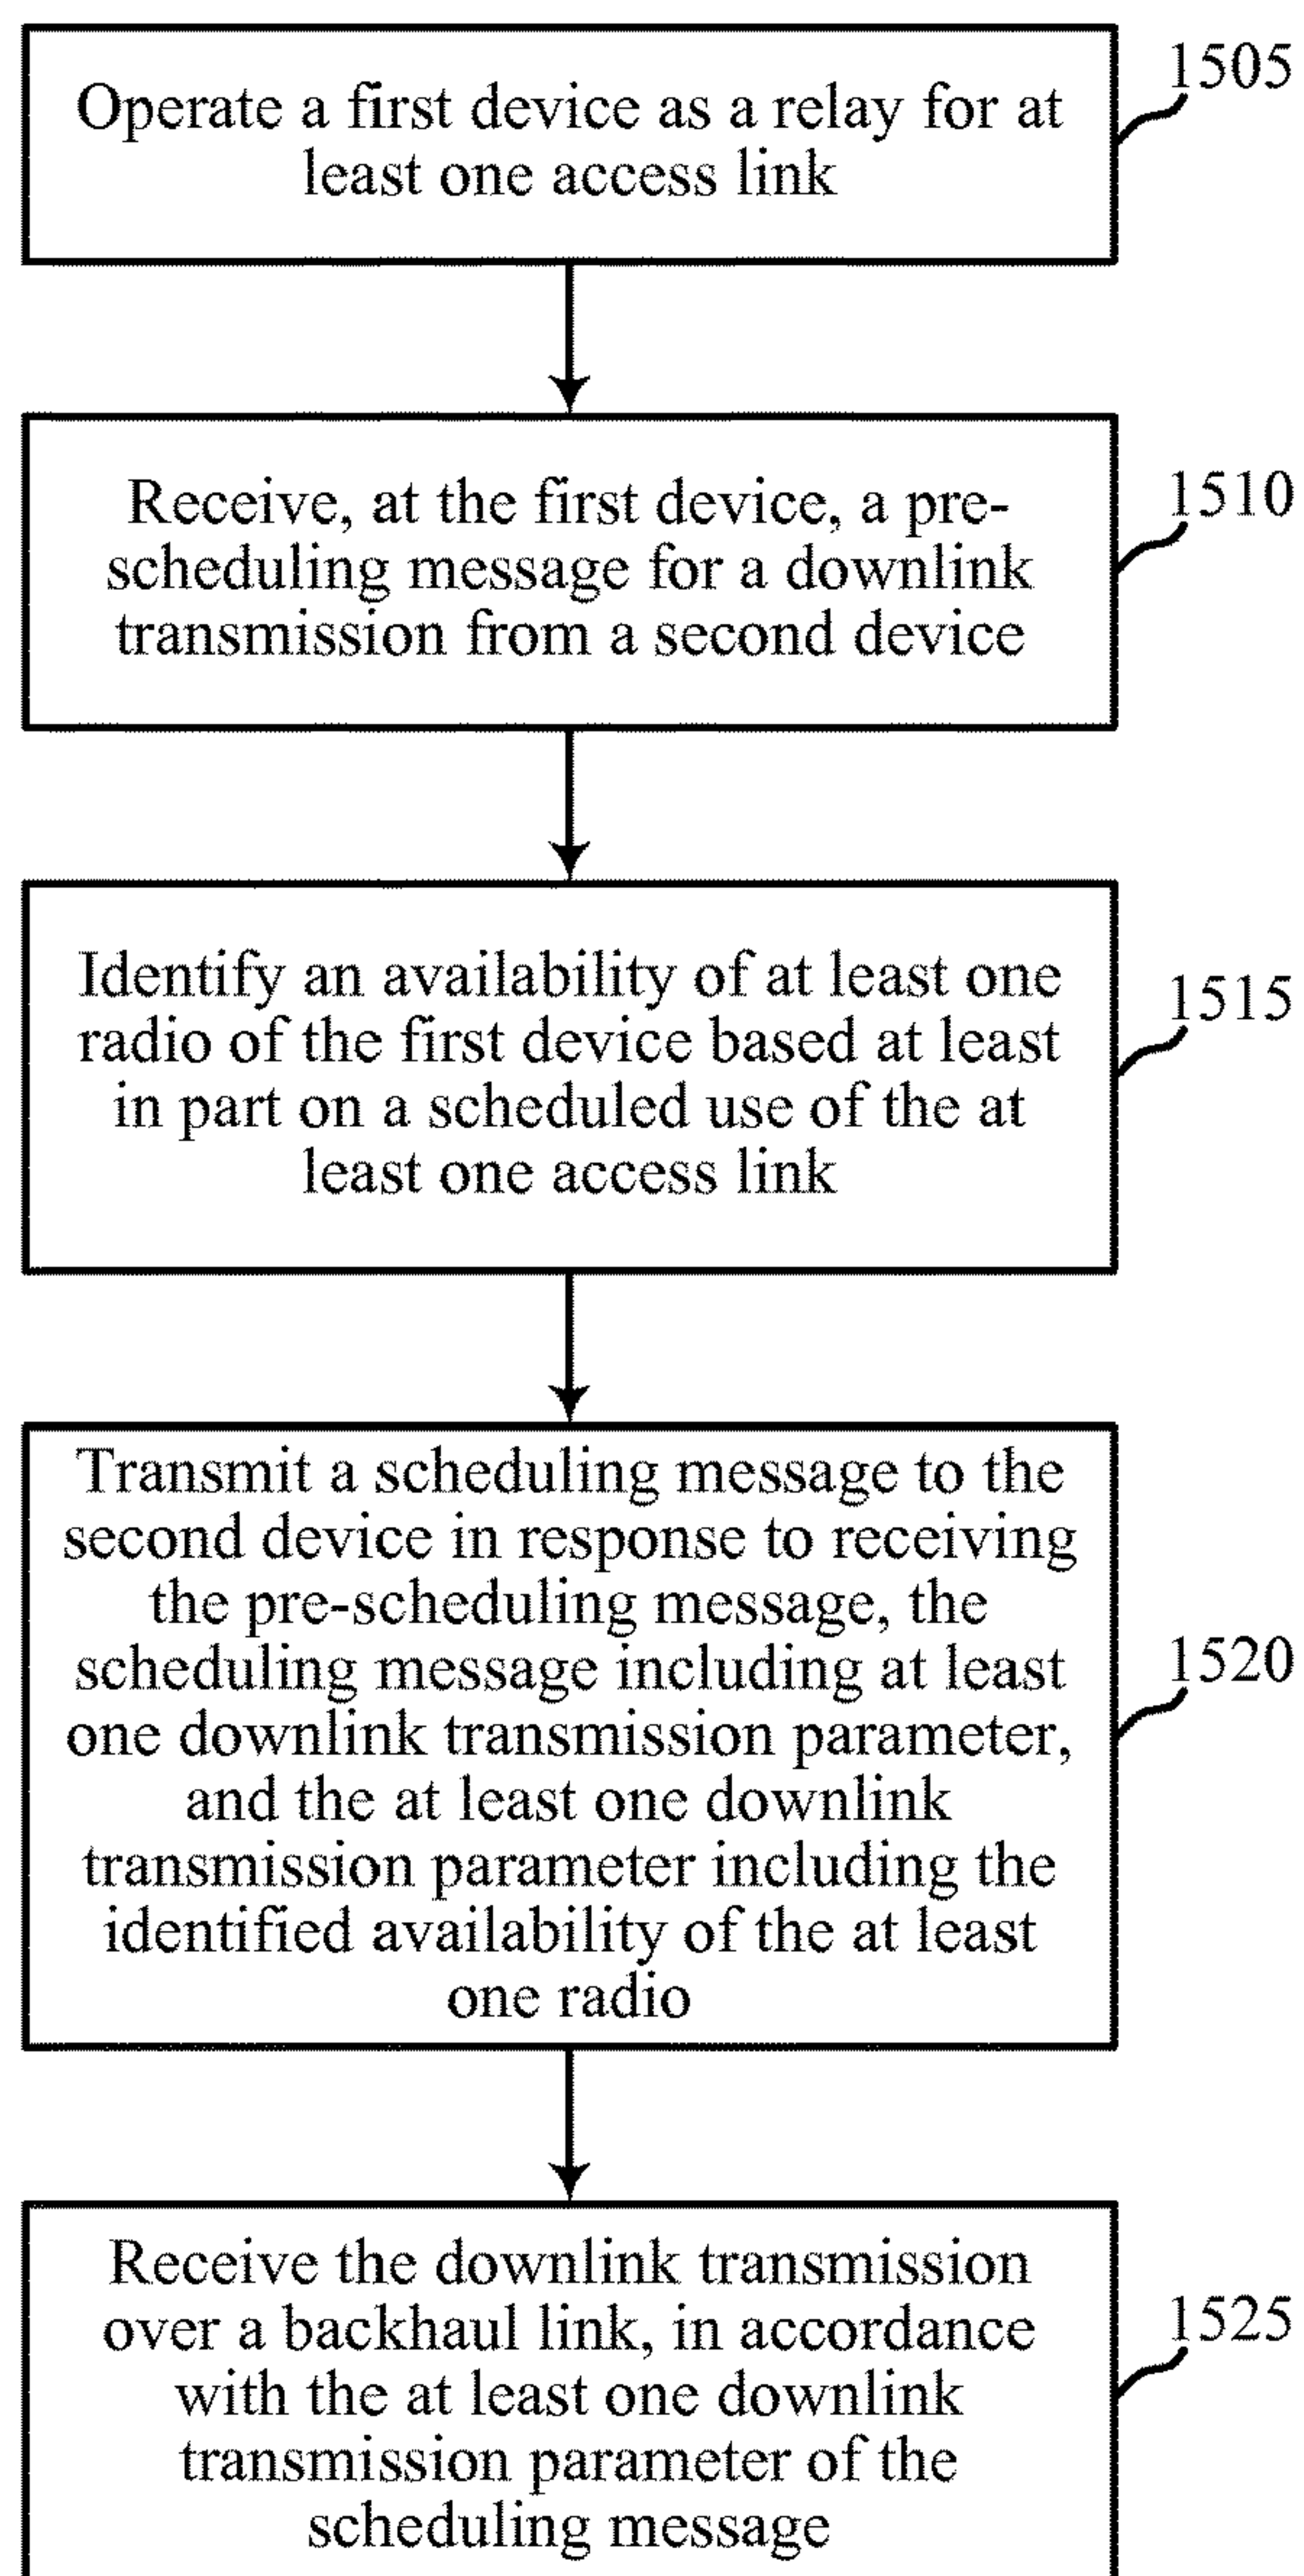 1505
Operate a first device as a relay for at
least one access link
1510
Receive, at the first device, a pre-
scheduling message for a downlink
transmission from a second device
1515
Identify an availability of at least one
radio of the first device based at least
in part on a scheduled use of the at
least one access link
Transmit a scheduling message to the
second device in response to receiving
the pre-scheduling message, the
scheduling message including at least
1520
one downlink transmission parameter,
and the at least one downlink
transmission parameter including the
identified availability of the at least
one radio
Receive the downlink transmission
1525
over a backhaul link, in accordance
with the at least one downlink
transmission parameter of the
scheduling message